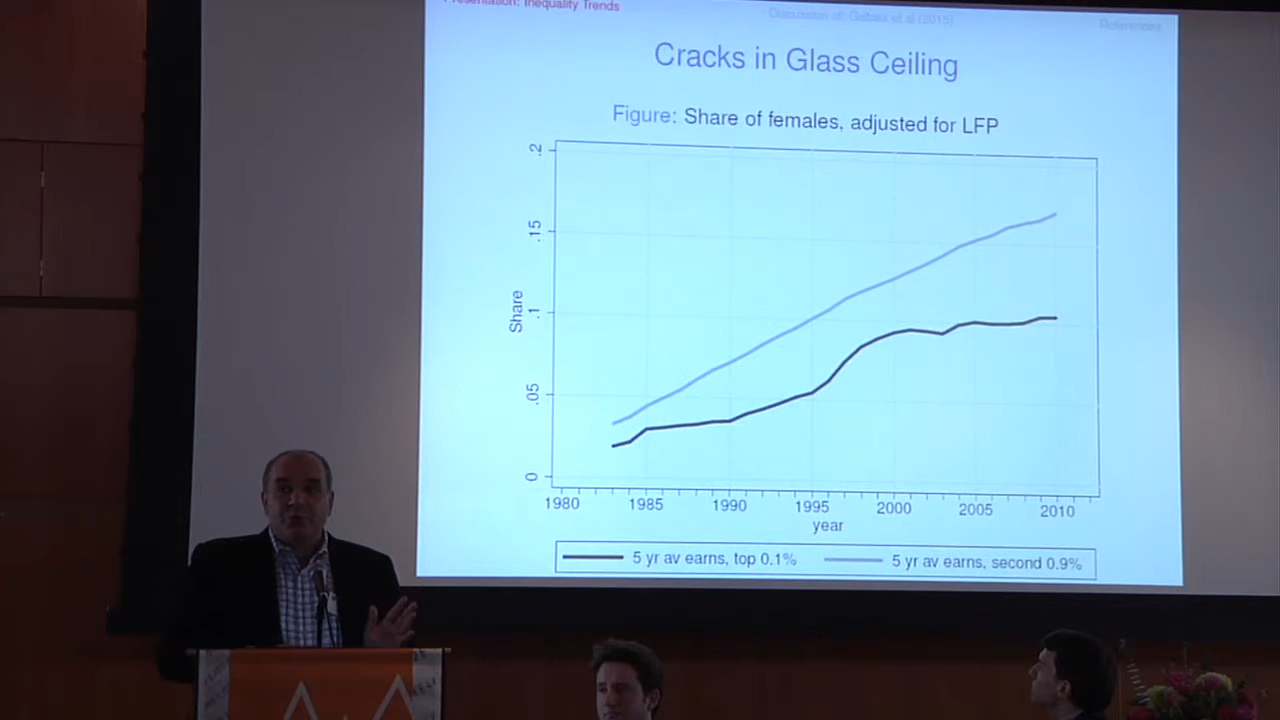 Presentation: Inequality Trends
Discussion of: Gabaix et al (2015)
References
Cracks in Glass Ceiling
Figure: Share of females, adjusted for LFP
Share
.2
.15
.1
.05
0
1980 1985 1990 1995 2000 2005 2010
year
5 yr av earns, top 0.1%
5 yr av earns, second 0.9%